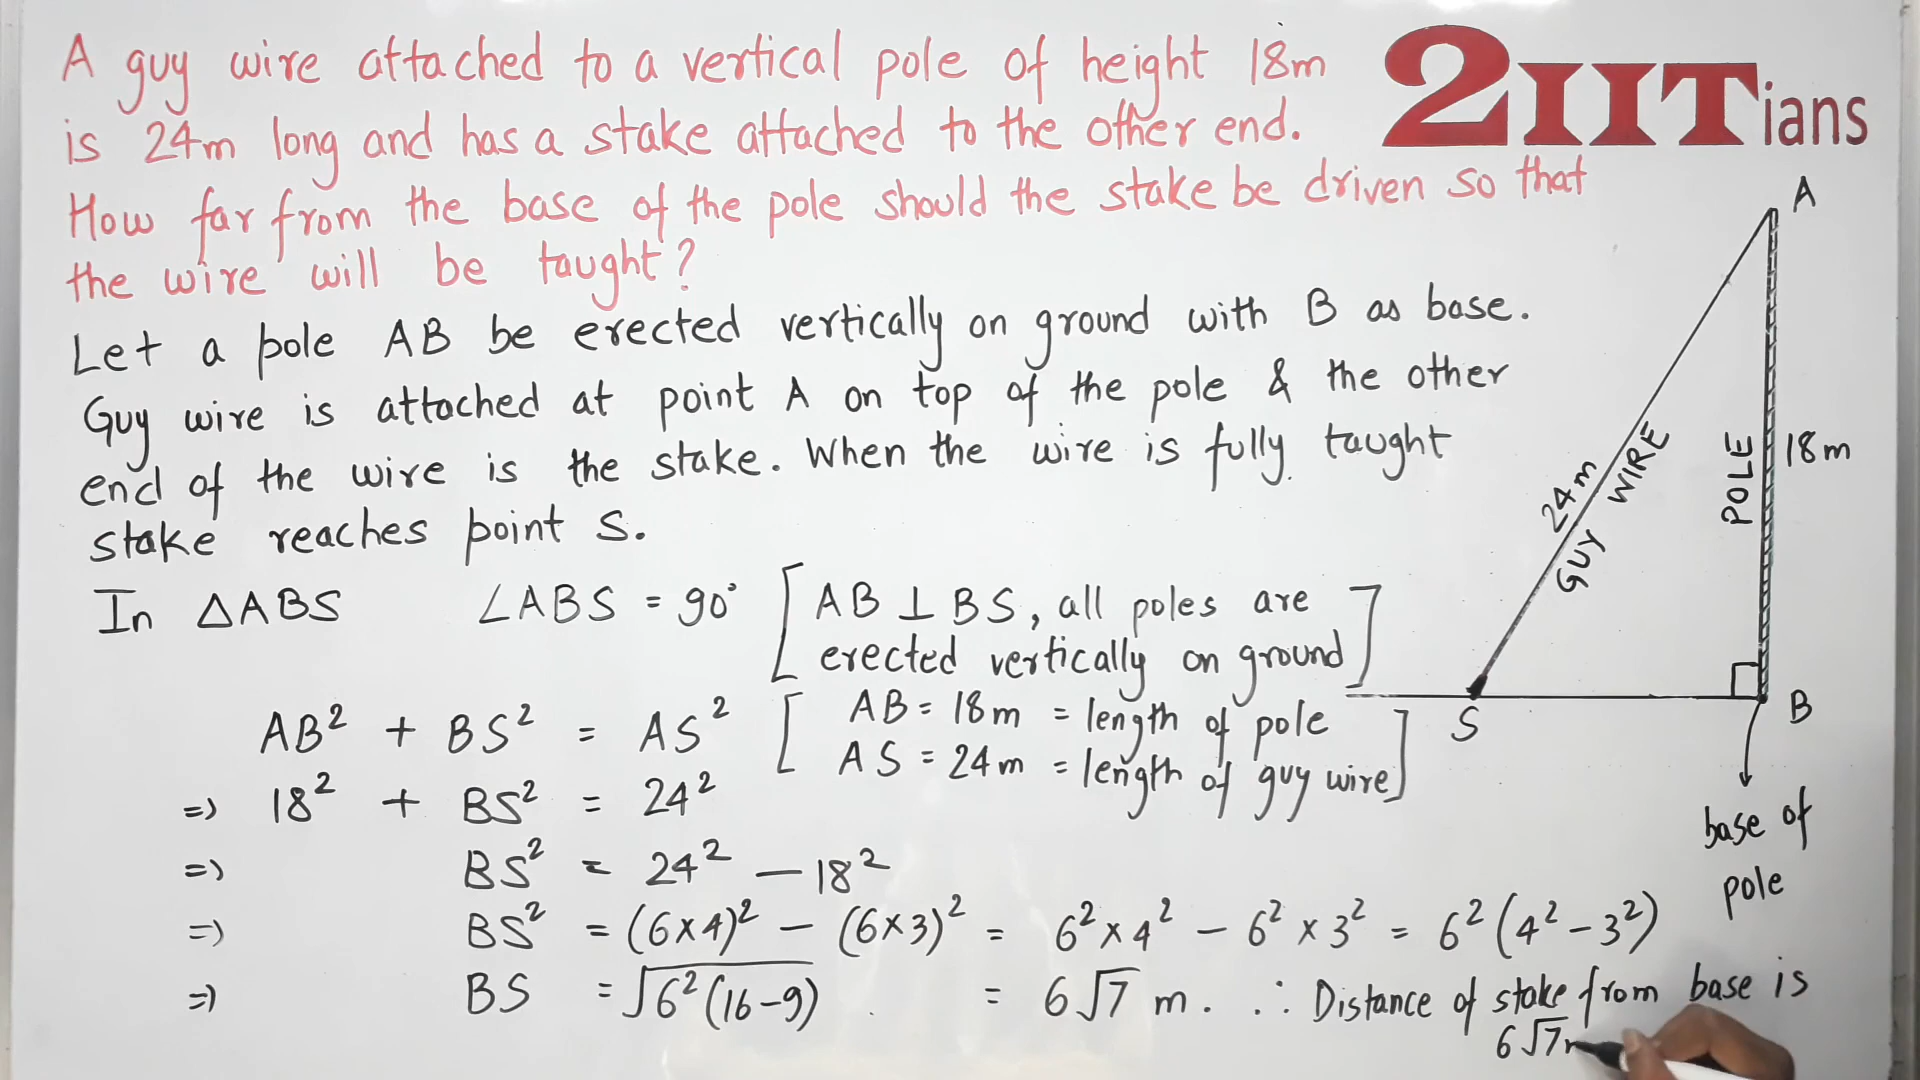 A guy wire attached to a vertical pole of height 18m
is 24m long and has a stake attached to the other end.
How far from the base of the pole should the stake be driven so that
the wire will be taught?
2IITians
Let a pole AB be erected vertically on ground with B as base.
Guy wire is attached at point A on top of the pole & the other
end of the wire is the stake. When the wire is fully taught
stake reaches point S.
In △ABS ∠ABS = 90° [AB ⊥ BS, all poles are
erected vertically on ground]
AB² + BS² = AS² [AB = 18m = length of pole
AS = 24m = length of guy wire]
=> 18² + BS² = 24²
=> BS² = 24² – 18²
=> BS² = (6×4)² – (6×3)² = 6² × 4² – 6² × 3² = 6² (4² – 3²)
=> BS = √6²(16–9) = 6√7 m. ∴ Distance of stake from base is
6√7m
A
24m
GUY WIRE
POLE
18m
S
B
base of
pole